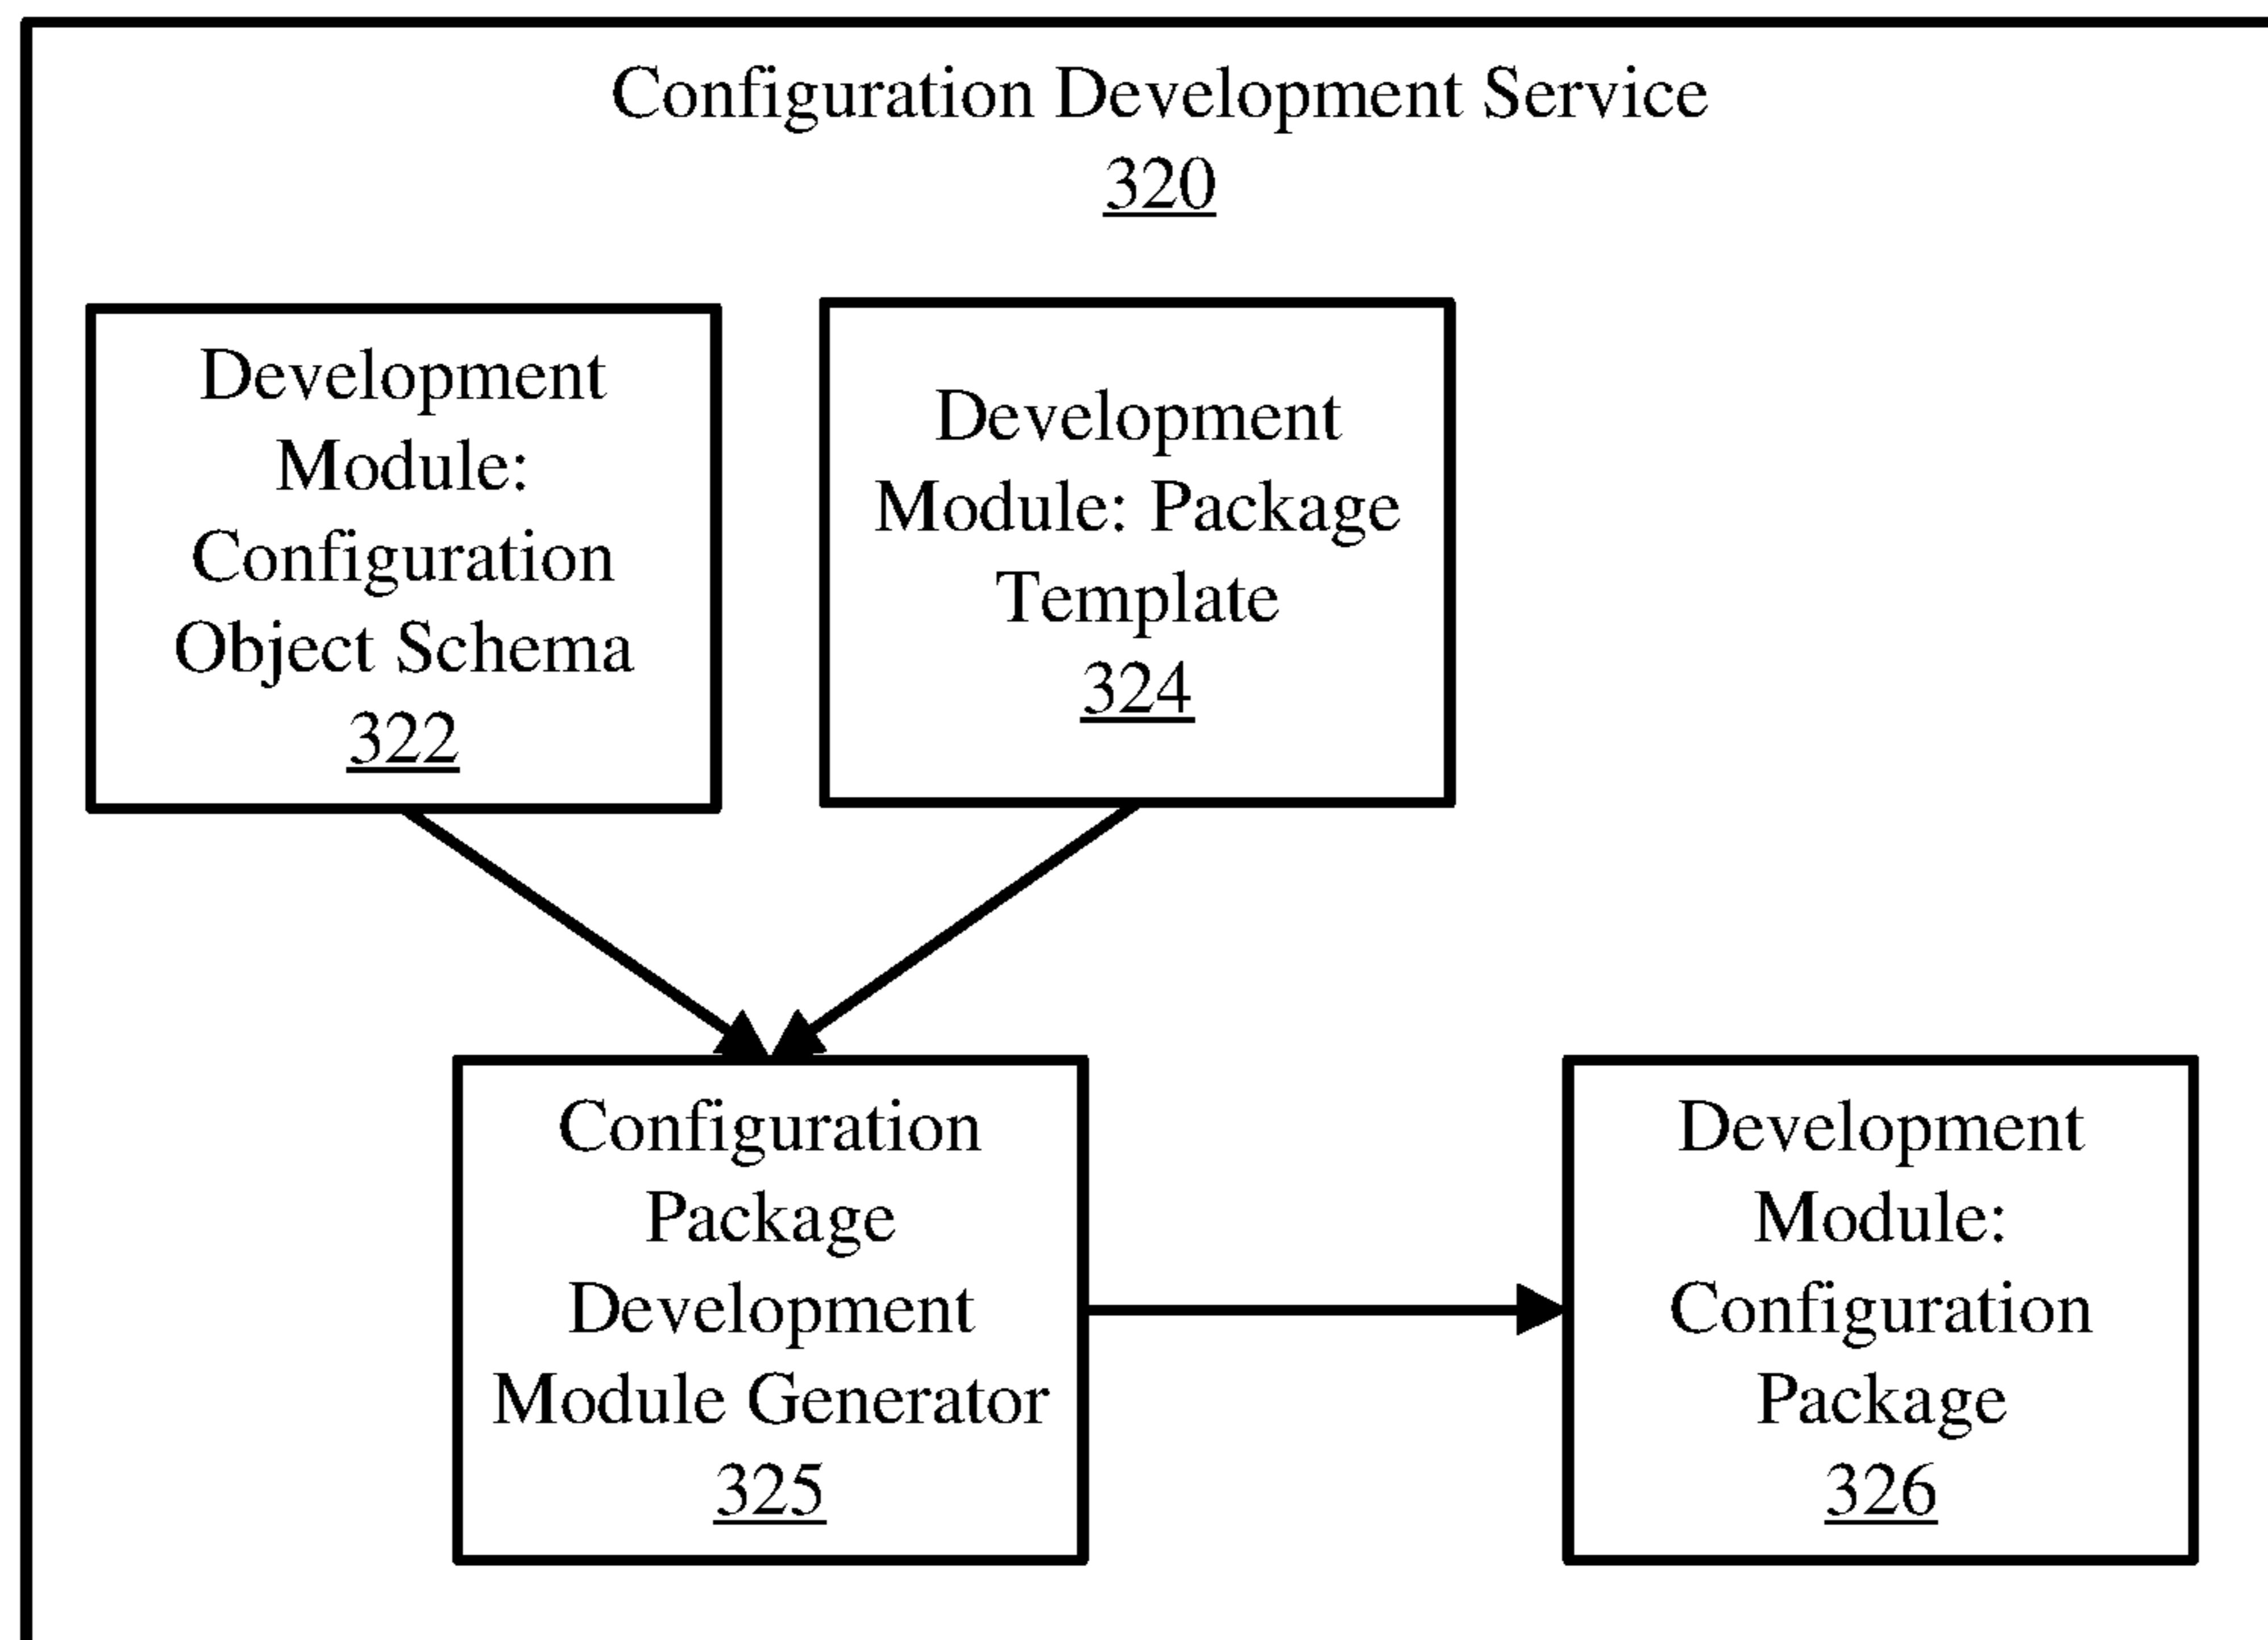 Configuration Development Service
320
Development
Module:
Configuration
Object Schema
322
Development
Module: Package
Template
324
Configuration
Package
Development
Module Generator
325
Development
Module:
Configuration
Package
326